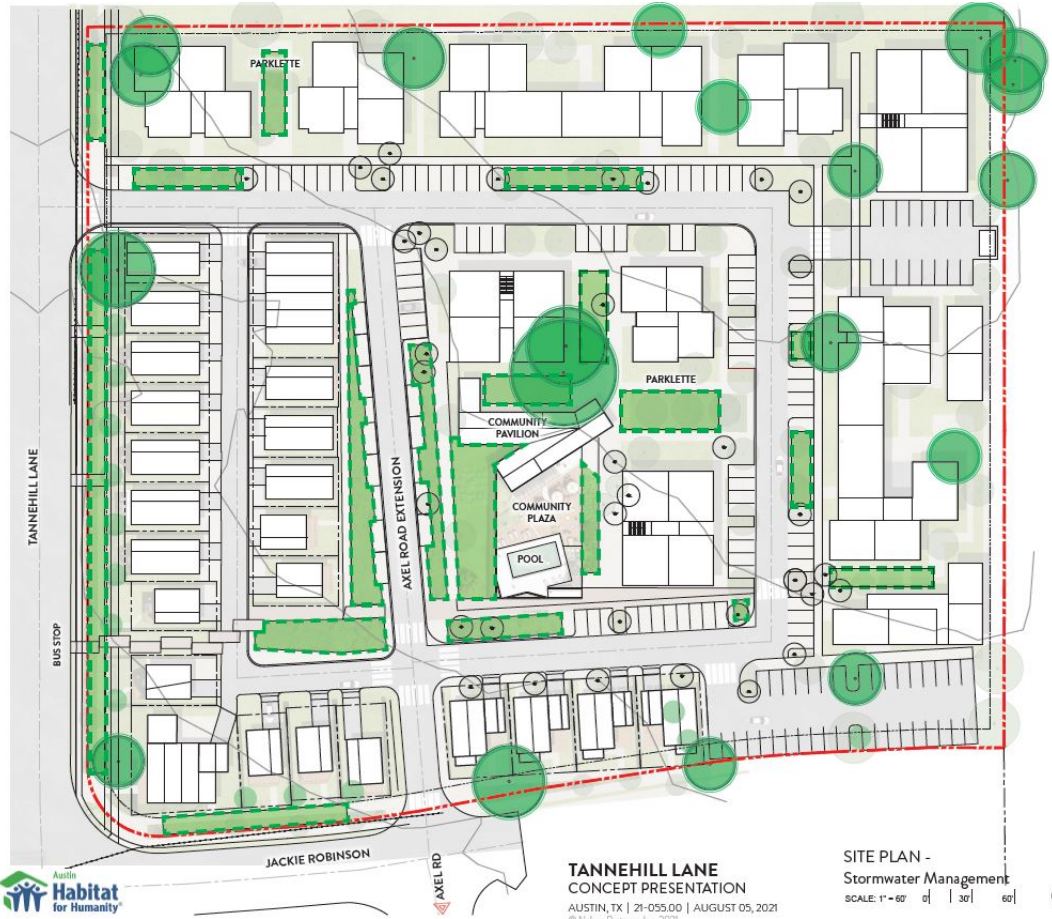 PARKLETTE
PARKLETTE
COMMUNITY
PAVILION
COMMUNITY
PLAZA
POOL
TANNEHILL LANE
AXEL ROAD EXTENSION
BUS STOP
JACKIE ROBINSON
AXEL RD
Austin
Habitat
for Humanity®
TANNEHILL LANE
CONCEPT PRESENTATION
AUSTIN, TX | 21-055.00 | AUGUST 05, 2021
SITE PLAN -
Stormwater Management
SCALE: 1" = 60' 0' 30' 60'